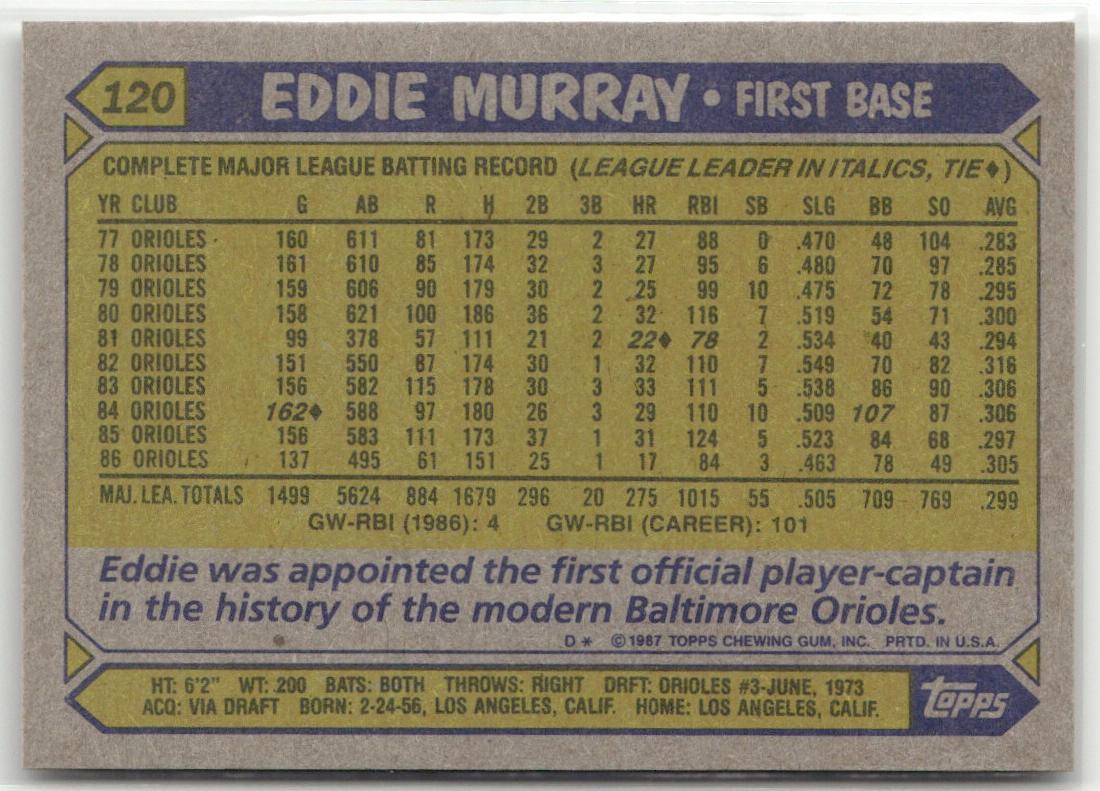 120 EDDIE MURRAY • FIRST BASE
COMPLETE MAJOR LEAGUE BATTING RECORD (LEAGUE LEADER IN ITALICS, TIE♦)
YR CLUB G AB R H 2B 3B HR RBI SB SLG BB SO AVG
77 ORIOLES 160 611 81 173 29 2 27 88 0 .470 48 104 .283
78 ORIOLES 161 610 85 174 32 3 27 95 6 .480 70 97 .285
79 ORIOLES 159 606 90 179 30 2 25 99 10 .475 72 78 .295
80 ORIOLES 158 621 100 186 36 2 32 116 7 .519 54 71 .300
81 ORIOLES 99 378 57 111 21 2 22♦ 78 2 .534 40 43 .294
82 ORIOLES 151 550 87 174 30 1 32 110 7 .549 70 82 .316
83 ORIOLES 156 582 115 178 30 3 33 111 5 .538 86 90 .306
84 ORIOLES 162♦ 588 97 180 26 3 29 110 10 .509 107 87 .306
85 ORIOLES 156 583 111 173 37 1 31 124 5 .523 84 68 .297
86 ORIOLES 137 495 61 151 25 1 17 84 3 .463 78 49 .305
MAJ. LEA. TOTALS 1499 5624 884 1679 296 20 275 1015 55 .505 709 769 .299
GW-RBI (1986): 4 GW-RBI (CAREER): 101
Eddie was appointed the first official player-captain
in the history of the modern Baltimore Orioles.
D * ©1987 TOPPS CHEWING GUM, INC. PRTD. IN U.S.A.
HT: 6'2" WT: 200 BATS: BOTH THROWS: RIGHT DRFT: ORIOLES #3-JUNE, 1973
ACQ: VIA DRAFT BORN: 2-24-56, LOS ANGELES, CALIF. HOME: LOS ANGELES, CALIF.
topps